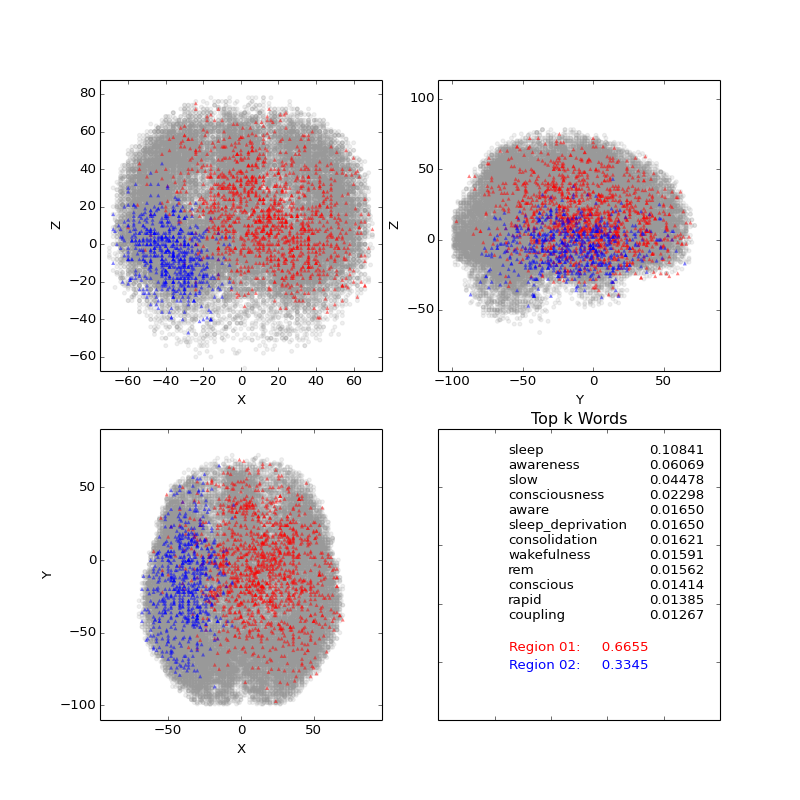 80
60
40
20
0
−20
−40
−60
Z
−60 −40 −20 0 20 40 60
X
100
50
0
−50
Z
−100 −50 0 50
Y
50
0
−50
−100
Y
−50 0 50
X
Top k Words
sleep 0.10841
awareness 0.06069
slow 0.04478
consciousness 0.02298
aware 0.01650
sleep_deprivation 0.01650
consolidation 0.01621
wakefulness 0.01591
rem 0.01562
conscious 0.01414
rapid 0.01385
coupling 0.01267
Region 01: 0.6655
Region 02: 0.3345